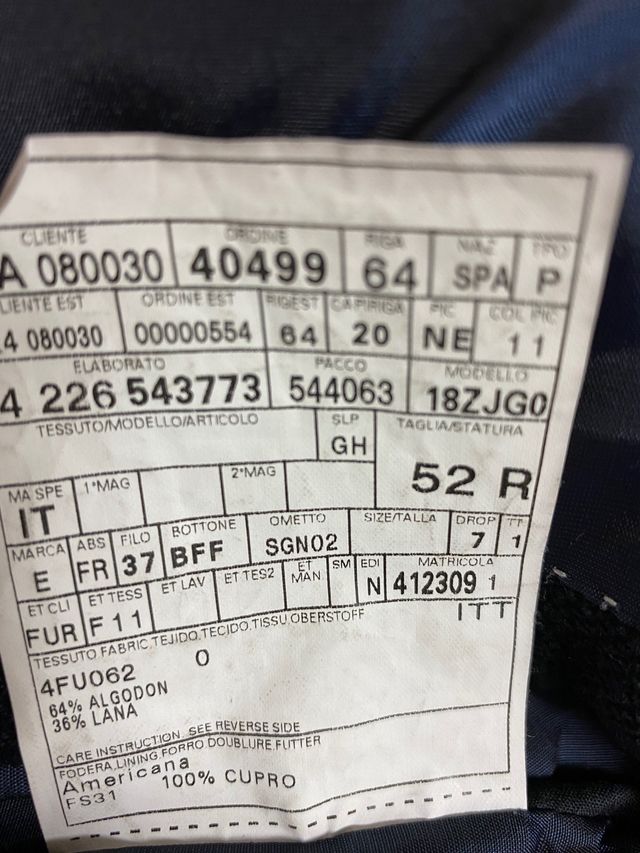 CLIENTE ORDINE RIGA NAZ TIPO
A 080030 40499 64 SPA P
LIENTE EST ORDINE EST RIGEST CAPIRIGA PIC COL PIC
4 080030 00000554 64 20 NE 11
ELABORATO PACCO MODELLO
4 226 543773 544063 18ZJG0
TESSUTO/MODELLO/ARTICOLO SLP TAGLIA/STATURA
GH
52 R
MA SPE 1°MAG 2°MAG
IT
MARCA ABS FILO BOTTONE OMETTO SIZE/TALLA DROP TT
E FR 37 BFF SGN02 7 1
ET CLI ET TESS ET LAV ET TES2 ET MAN SM EDI MATRICOLA
FUR F11 N 412309 1
ITT
TESSUTO FABRIC.TEJIDO.TECIDO.TISSU OBERSTOFF
4FU062 0
64% ALGODON
36% LANA
CARE INSTRUCTION SEE REVERSE SIDE
FODERA.LINING.FORRO.DOUBLURE.FUTTER
Americana
FS31 100% CUPRO